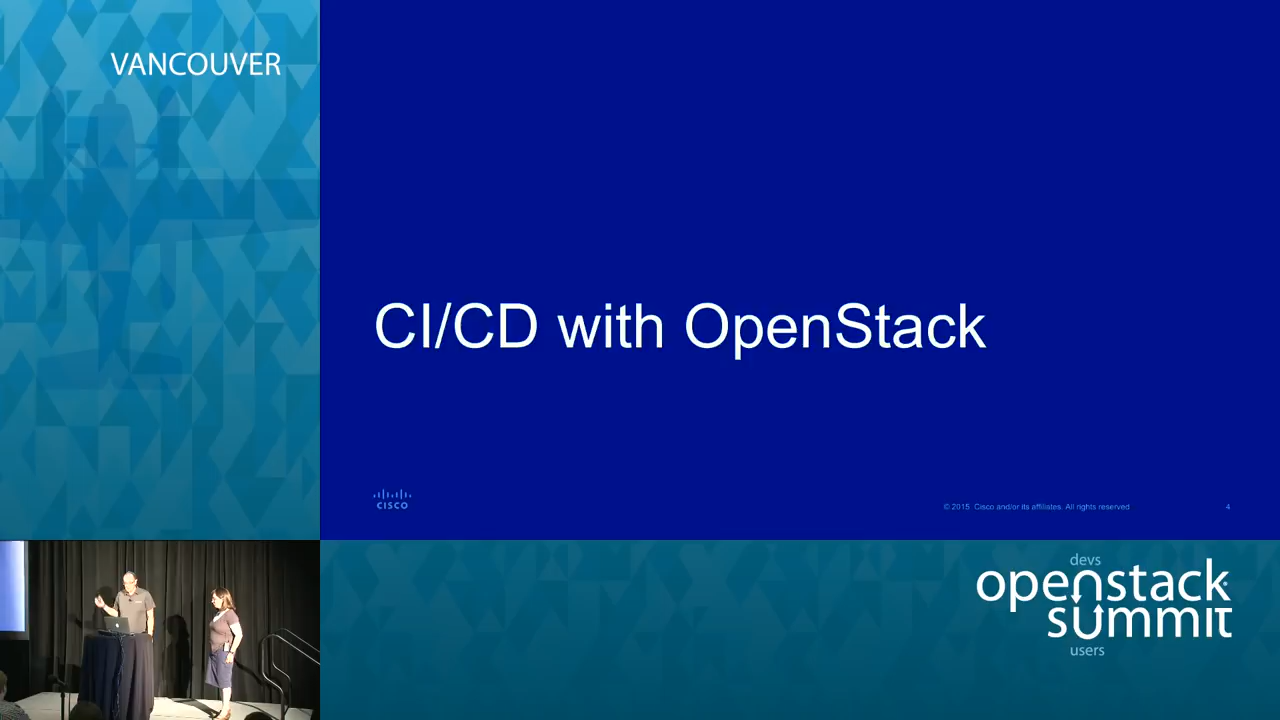 VANCOUVER
CI/CD with OpenStack
CISCO
© 2015 Cisco and/or its affiliates. All rights reserved
4
devs
openstack
summit
users